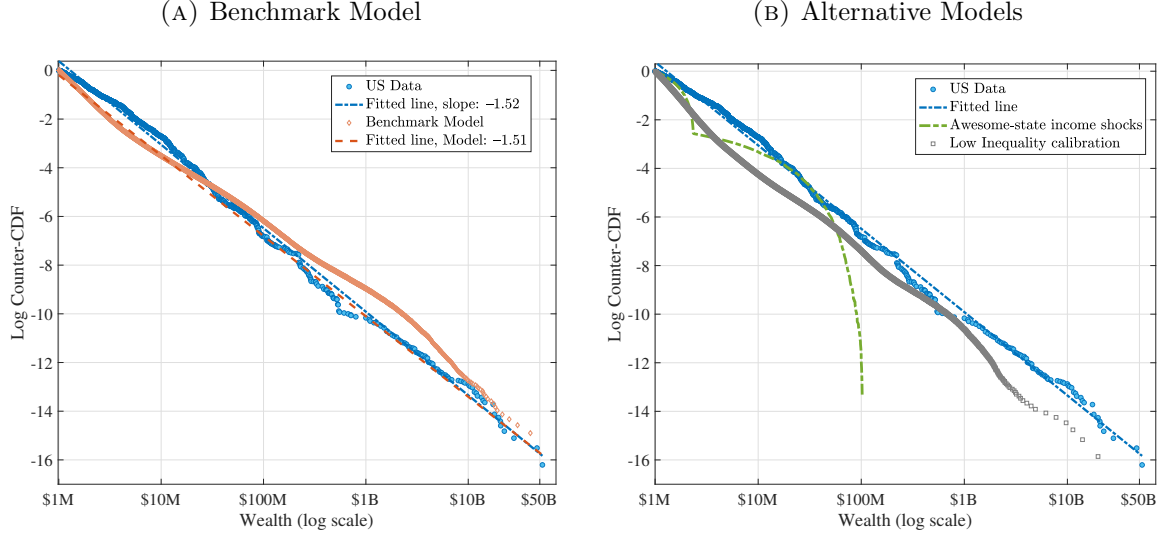 (A) Benchmark Model
0
-2
-4
-6
-8
-10
-12
-14
-16
Log Counter-CDF
US Data
Fitted line, slope: −1.52
Benchmark Model
Fitted line, Model: −1.51
$1M $10M $100M $1B $10B $50B
Wealth (log scale)
(B) Alternative Models
0
-2
-4
-6
-8
-10
-12
-14
-16
Log Counter-CDF
US Data
Fitted line
Awesome-state income shocks
Low Inequality calibration
$1M $10M $100M $1B $10B $50B
Wealth (log scale)